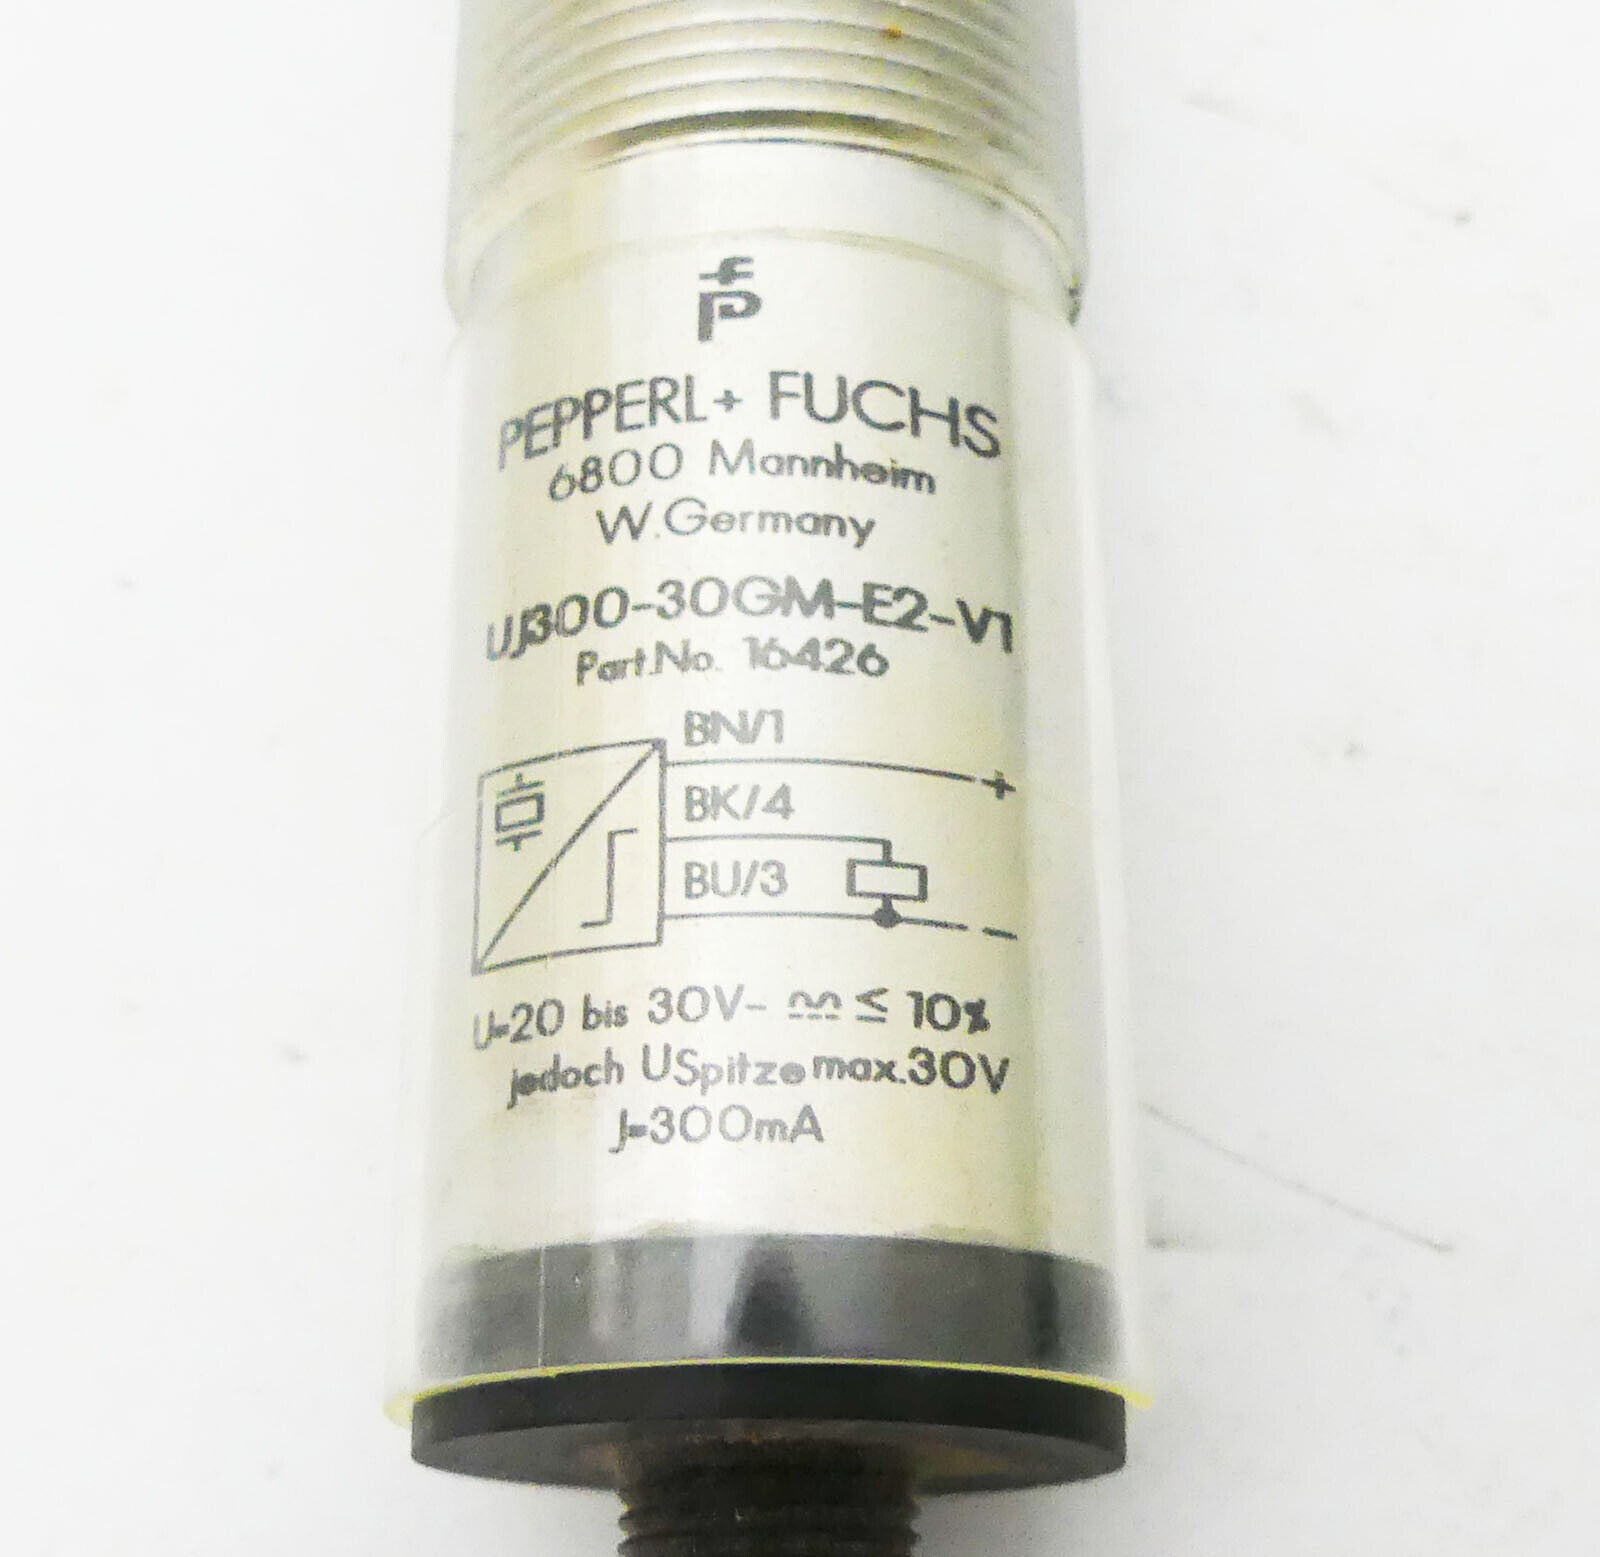 PEPPERL+ FUCHS
6800 Mannheim
W.Germany
UJ300-30GM-E2-V1
Part.No. 16426
BN/1
+
BK/4
BU/3
-
U=20 bis 30V- ⎓ ≤ 10%
jedoch USpitze max.30V
J=300mA